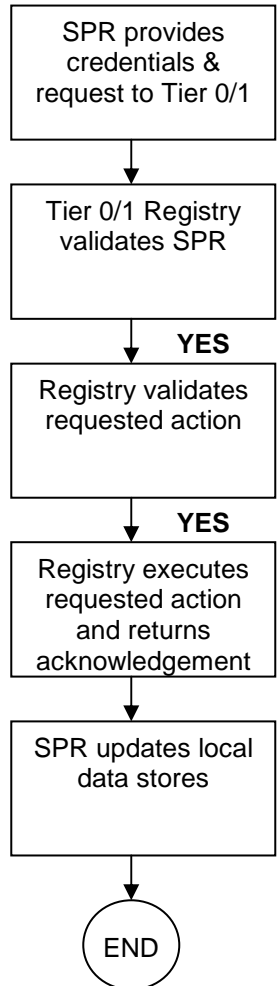 SPR provides
credentials &
request to Tier 0/1
Tier 0/1 Registry
validates SPR
YES
Registry validates
requested action
YES
Registry executes
requested action
and returns
acknowledgement
SPR updates local
data stores
END